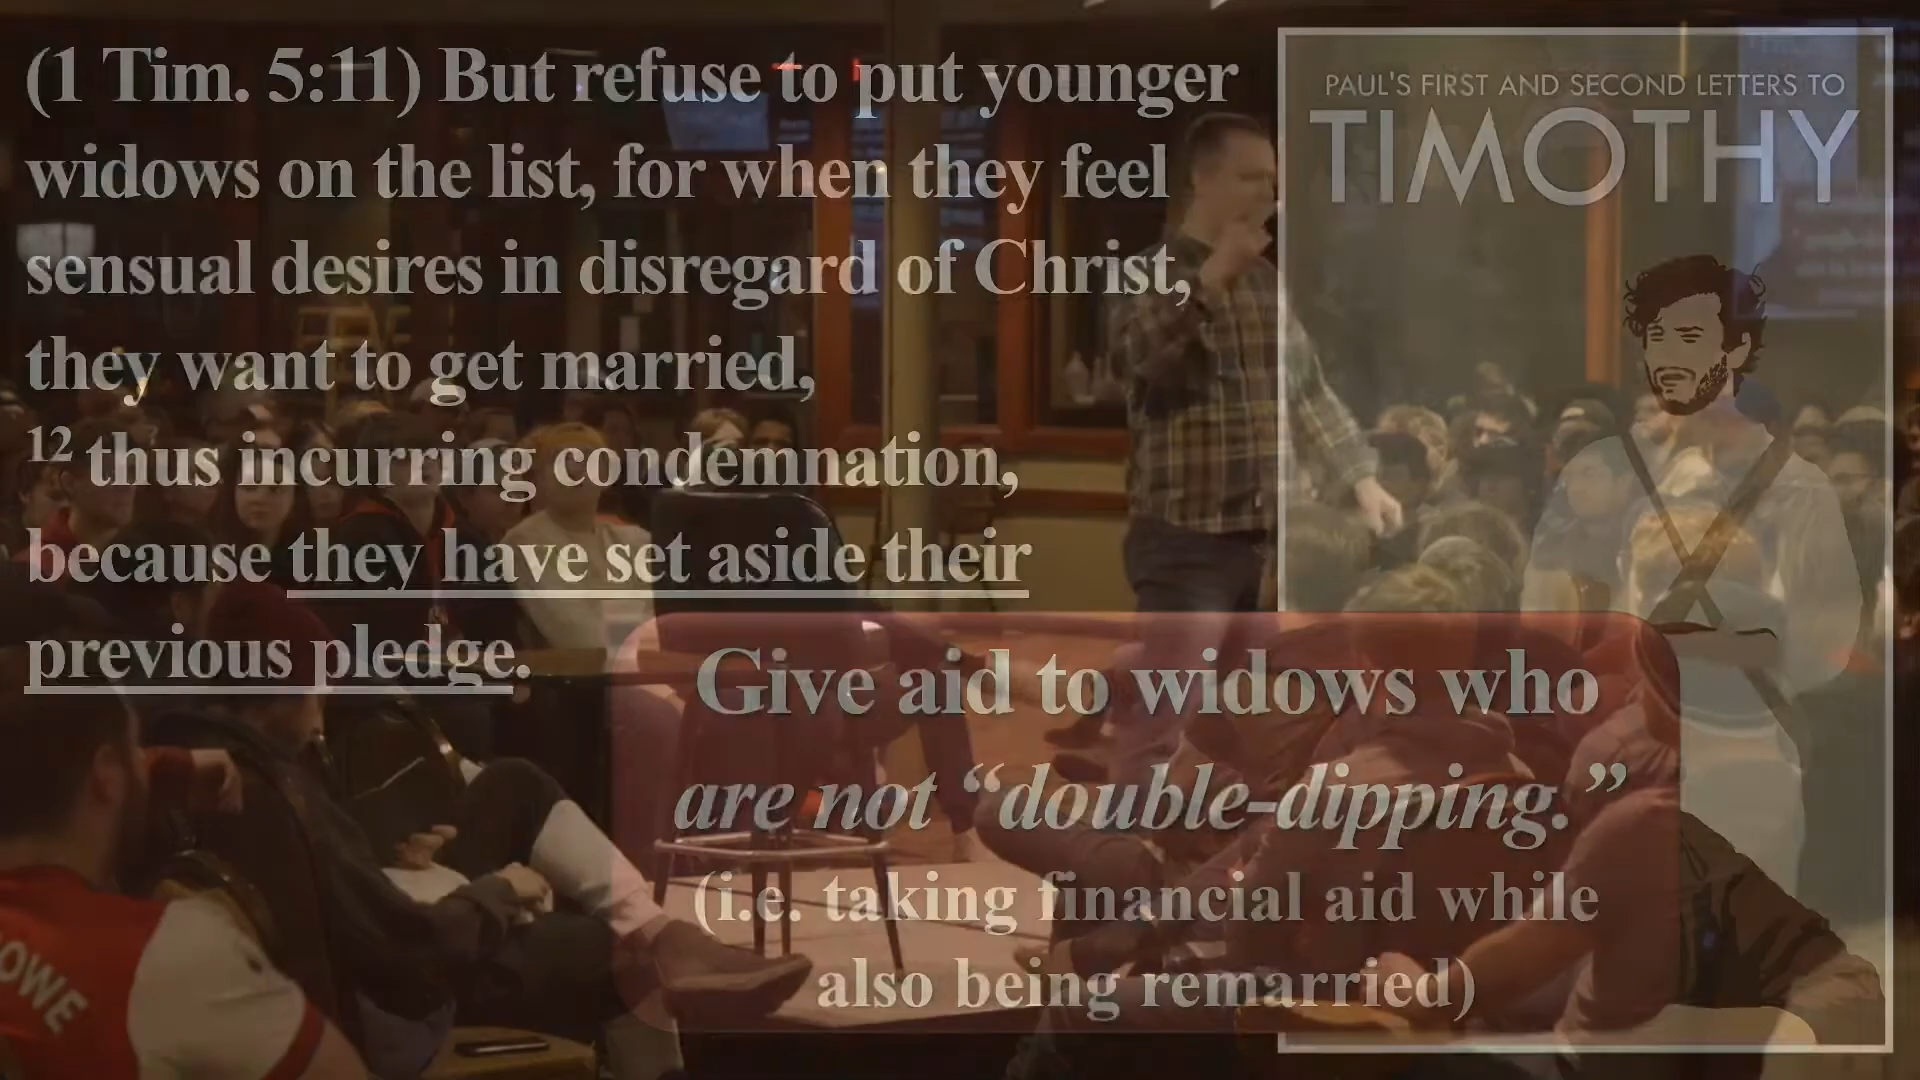 (1 Tim. 5:11) But refuse to put younger
widows on the list, for when they feel
sensual desires in disregard of Christ,
they want to get married,
12 thus incurring condemnation,
because they have set aside their
previous pledge.
PAUL'S FIRST AND SECOND LETTERS TO
TIMOTHY
Give aid to widows who
are not “double-dipping.”
(i.e. taking financial aid while
also being remarried)
OWE